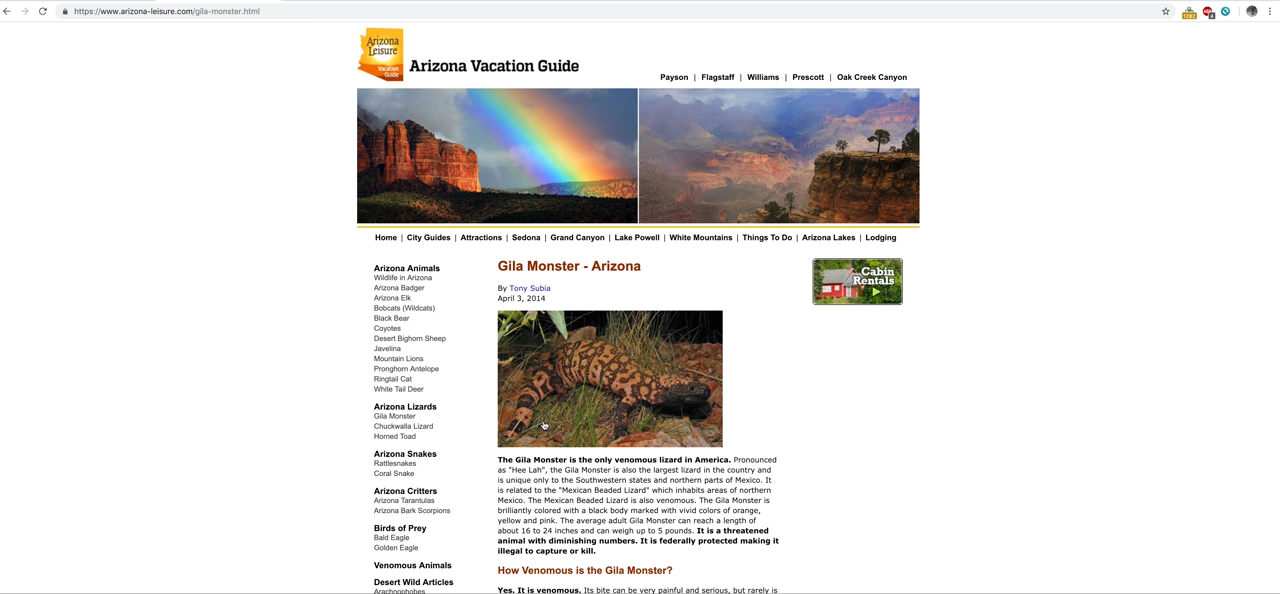 https://www.arizona-leisure.com/gila-monster.html
Arizona
Leisure
Vacation
Guide
Arizona Vacation Guide
Payson | Flagstaff | Williams | Prescott | Oak Creek Canyon
Home | City Guides | Attractions | Sedona | Grand Canyon | Lake Powell | White Mountains | Things To Do | Arizona Lakes | Lodging
Arizona Animals
Wildlife in Arizona
Arizona Badger
Arizona Elk
Bobcats (Wildcats)
Black Bear
Coyotes
Desert Bighorn Sheep
Javelina
Mountain Lions
Pronghorn Antelope
Ringtail Cat
White Tail Deer
Arizona Lizards
Gila Monster
Chuckwalla Lizard
Horned Toad
Arizona Snakes
Rattlesnakes
Coral Snake
Arizona Critters
Arizona Tarantulas
Arizona Bark Scorpions
Birds of Prey
Bald Eagle
Golden Eagle
Venomous Animals
Desert Wild Articles
Arachnophobes
Gila Monster - Arizona
By Tony Subia
April 3, 2014
The Gila Monster is the only venomous lizard in America. Pronounced
as "Hee Lah", the Gila Monster is also the largest lizard in the country and
is unique only to the Southwestern states and northern parts of Mexico. It
is related to the "Mexican Beaded Lizard" which inhabits areas of northern
Mexico. The Mexican Beaded Lizard is also venomous. The Gila Monster is
brilliantly colored with a black body marked with vivid colors of orange,
yellow and pink. The average adult Gila Monster can reach a length of
about 16 to 24 inches and can weigh up to 5 pounds. It is a threatened
animal with diminishing numbers. It is federally protected making it
illegal to capture or kill.
How Venomous is the Gila Monster?
Yes. It is venomous. Its bite can be very painful and serious, but rarely is
Cabin
Rentals